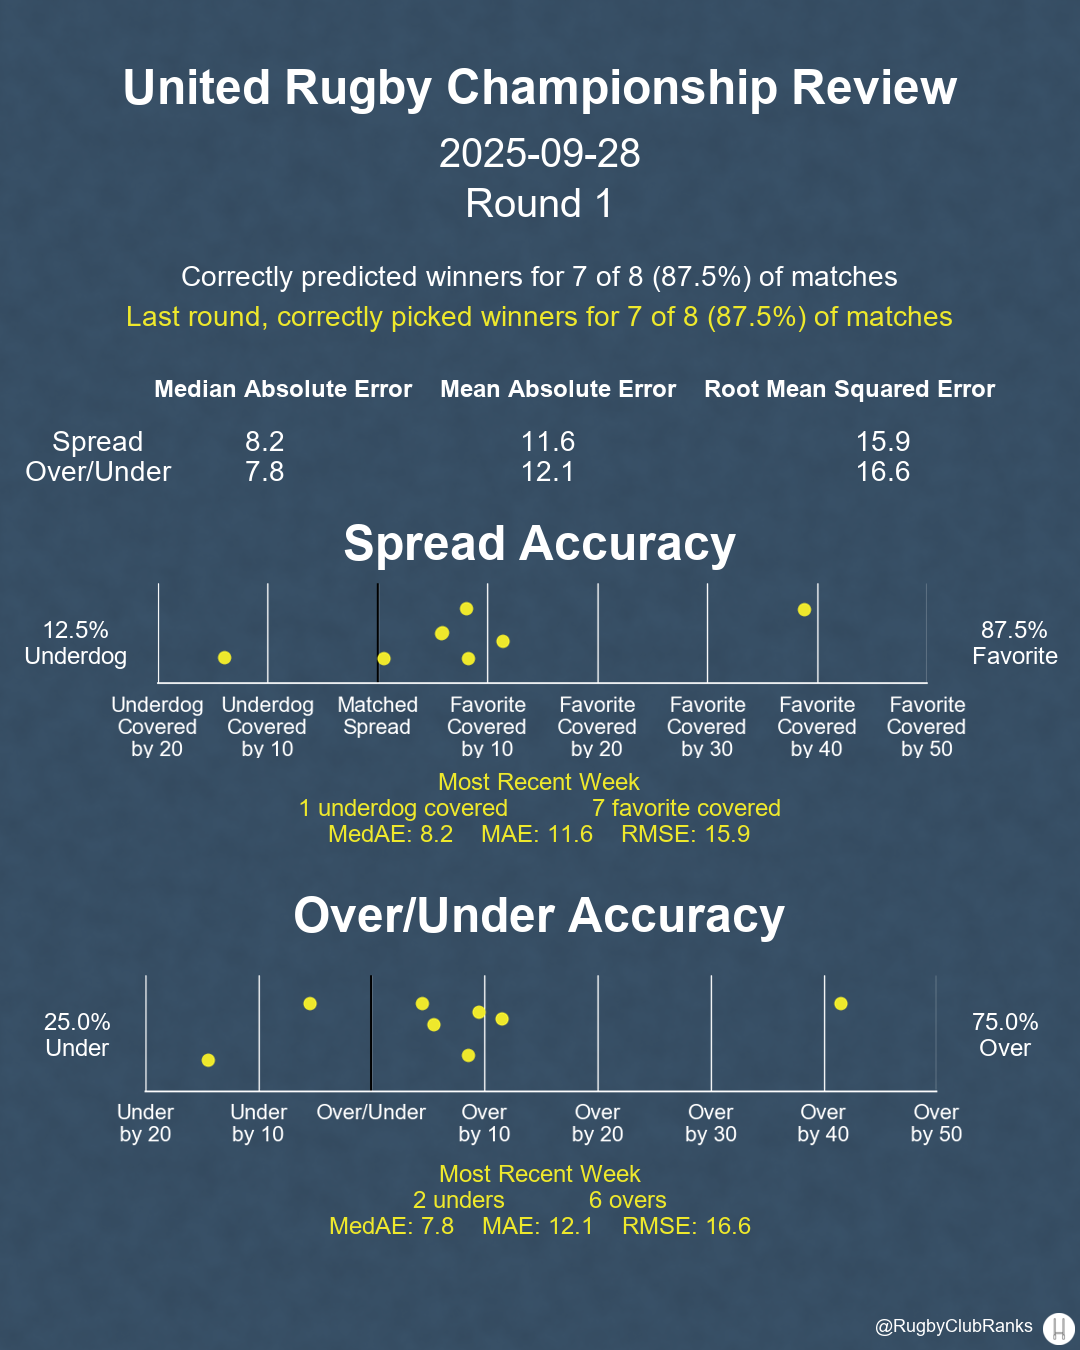 United Rugby Championship Review
2025-09-28
Round 1
Correctly predicted winners for 7 of 8 (87.5%) of matches
Last round, correctly picked winners for 7 of 8 (87.5%) of matches
Median Absolute Error Mean Absolute Error Root Mean Squared Error
Spread 8.2 11.6 15.9
Over/Under 7.8 12.1 16.6
Spread Accuracy
12.5% 87.5%
Underdog Favorite
Underdog Underdog Matched Favorite Favorite Favorite Favorite Favorite
Covered Covered Spread Covered Covered Covered Covered Covered
by 20 by 10 by 10 by 20 by 30 by 40 by 50
Most Recent Week
1 underdog covered 7 favorite covered
MedAE: 8.2 MAE: 11.6 RMSE: 15.9
Over/Under Accuracy
25.0% 75.0%
Under Over
Under Under Over/Under Over Over Over Over Over
by 20 by 10 by 10 by 20 by 30 by 40 by 50
Most Recent Week
2 unders 6 overs
MedAE: 7.8 MAE: 12.1 RMSE: 16.6
@RugbyClubRanks